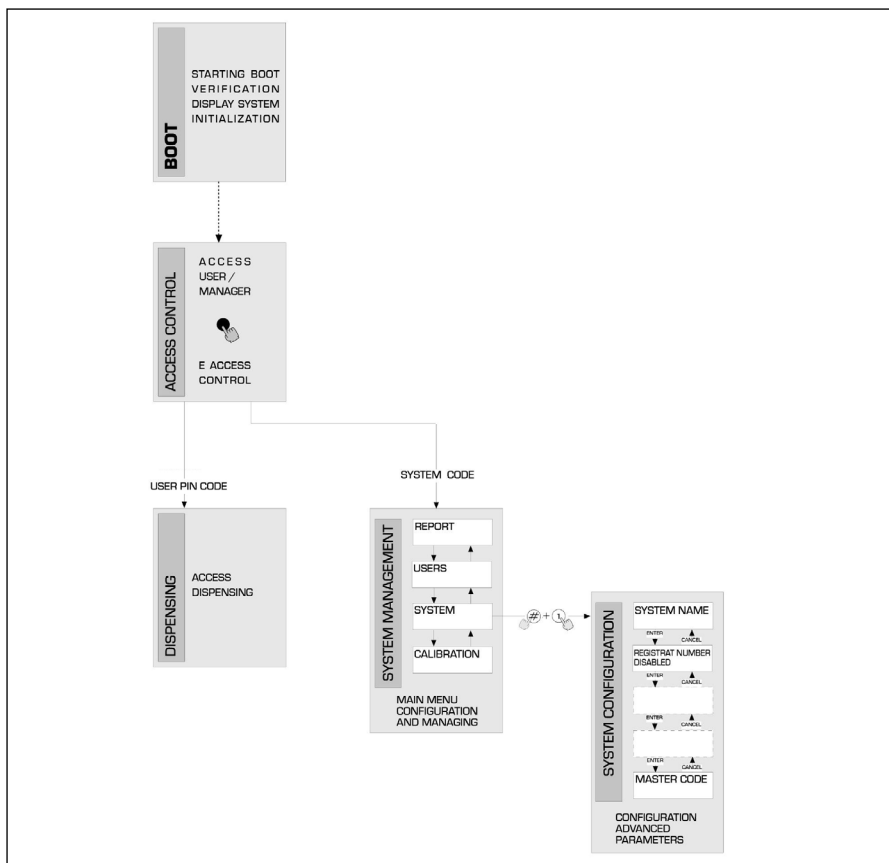 BOOT
STARTING BOOT
VERIFICATION
DISPLAY SYSTEM
INITIALIZATION
ACCESS CONTROL
ACCESS
USER /
MANAGER
E ACCESS
CONTROL
USER PIN CODE
SYSTEM CODE
DISPENSING
ACCESS
DISPENSING
SYSTEM MANAGEMENT
REPORT
USERS
SYSTEM
CALIBRATION
MAIN MENU
CONFIGURATION
AND MANAGING
# + 1
SYSTEM CONFIGURATION
SYSTEM NAME
ENTER CANCEL
REGISTRAT NUMBER
DISABLED
ENTER CANCEL
ENTER CANCEL
ENTER CANCEL
MASTER CODE
CONFIGURATION
ADVANCED
PARAMETERS